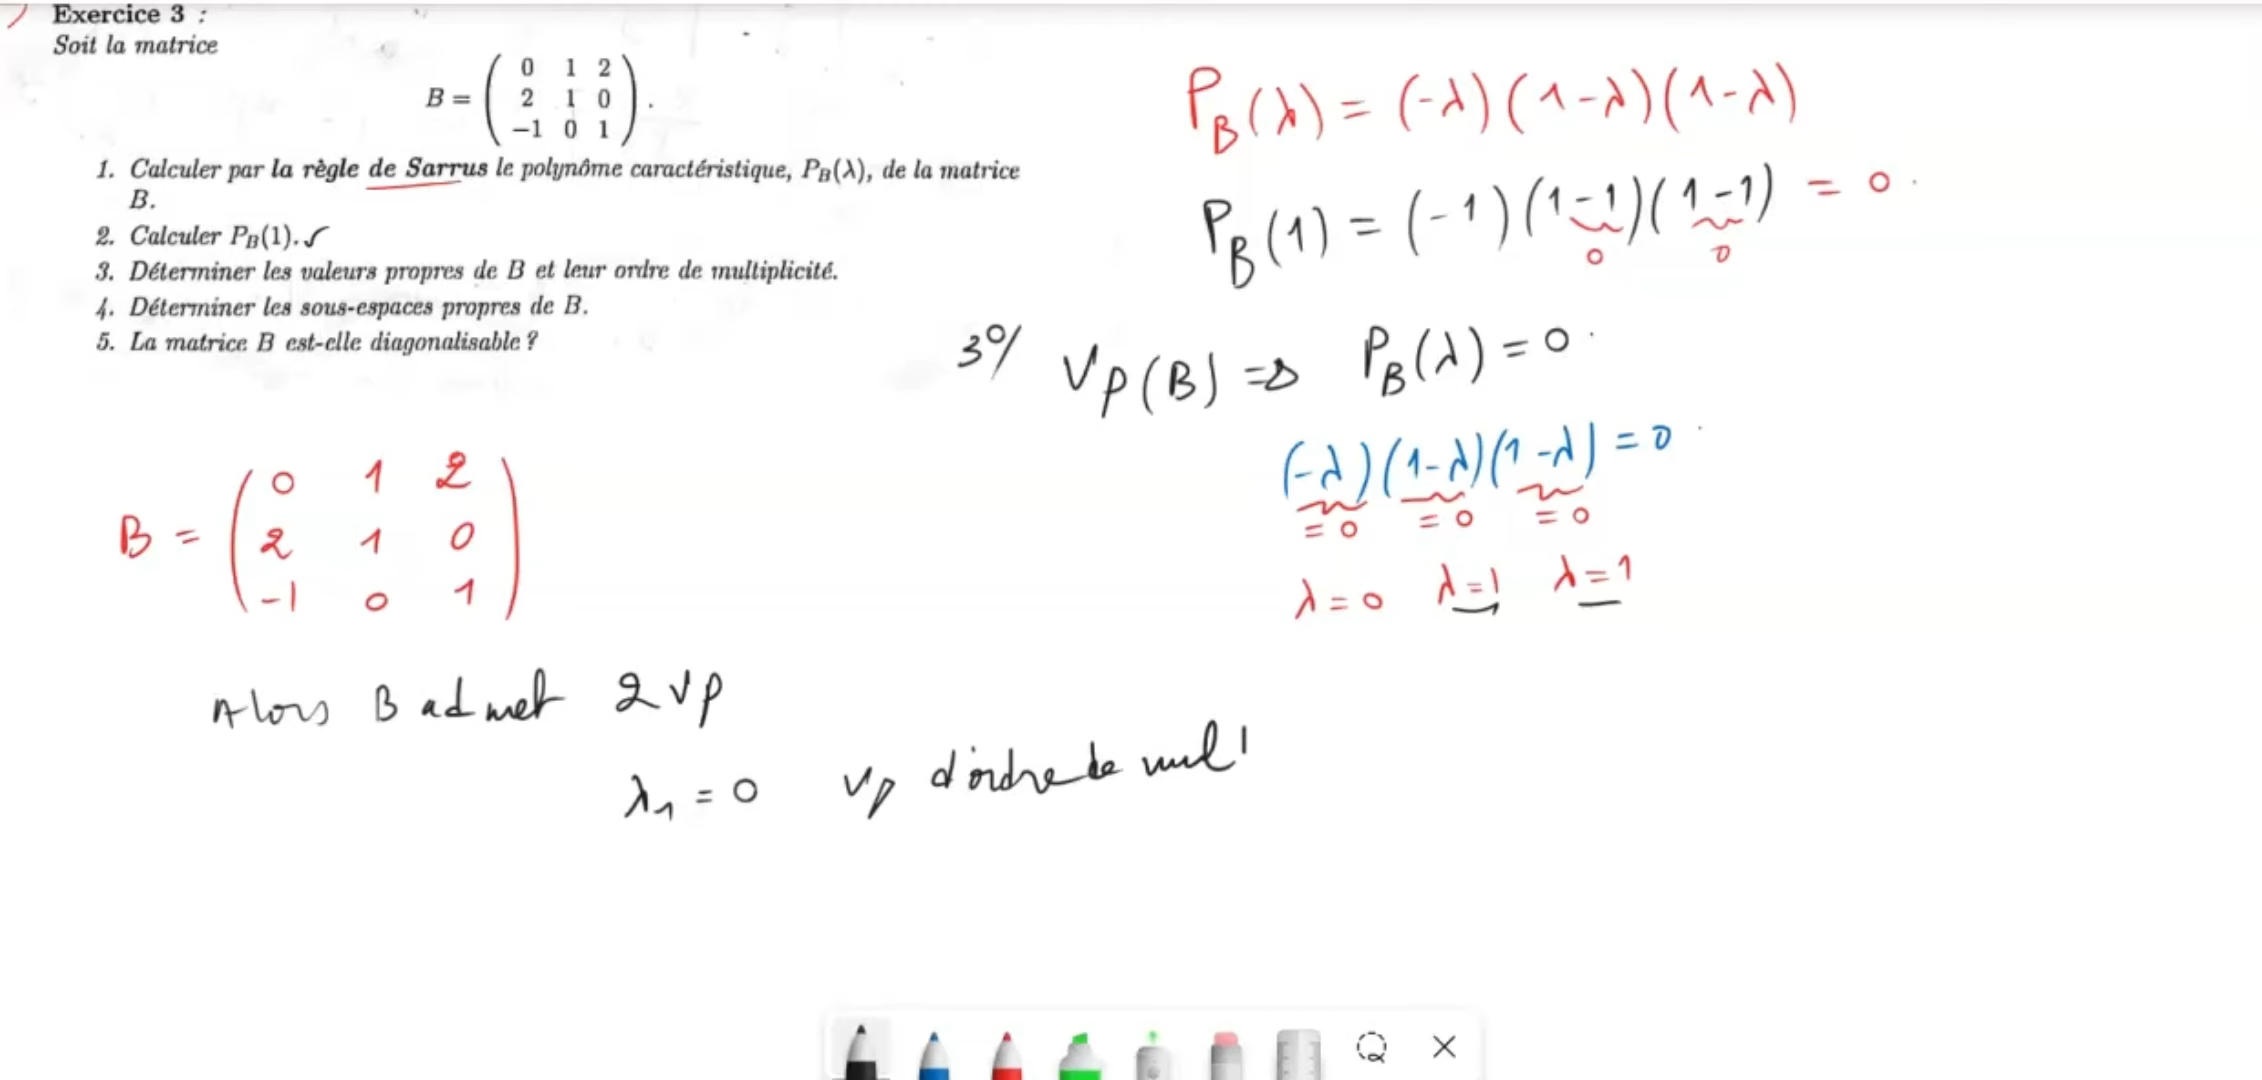 Exercice 3 :
Soit la matrice
B = ( 0 1 2
2 1 0
−1 0 1 ) .
1. Calculer par la règle de Sarrus le polynôme caractéristique, P_B(λ), de la matrice
B.
2. Calculer P_B(1). ✓
3. Déterminer les valeurs propres de B et leur ordre de multiplicité.
4. Déterminer les sous-espaces propres de B.
5. La matrice B est-elle diagonalisable ?
P_B(λ) = (-λ)(1-λ)(1-λ)
P_B(1) = (-1)(1-1)(1-1) = 0
0 0
3°/ Vp(B) ⇒ P_B(λ) = 0
(-λ)(1-λ)(1-λ) = 0
= 0 = 0 = 0
λ = 0 λ = 1 λ = 1
B = ( 0 1 2
2 1 0
-1 0 1 )
Alors B admet 2 vp
λ₁ = 0 vp d'ordre de mul